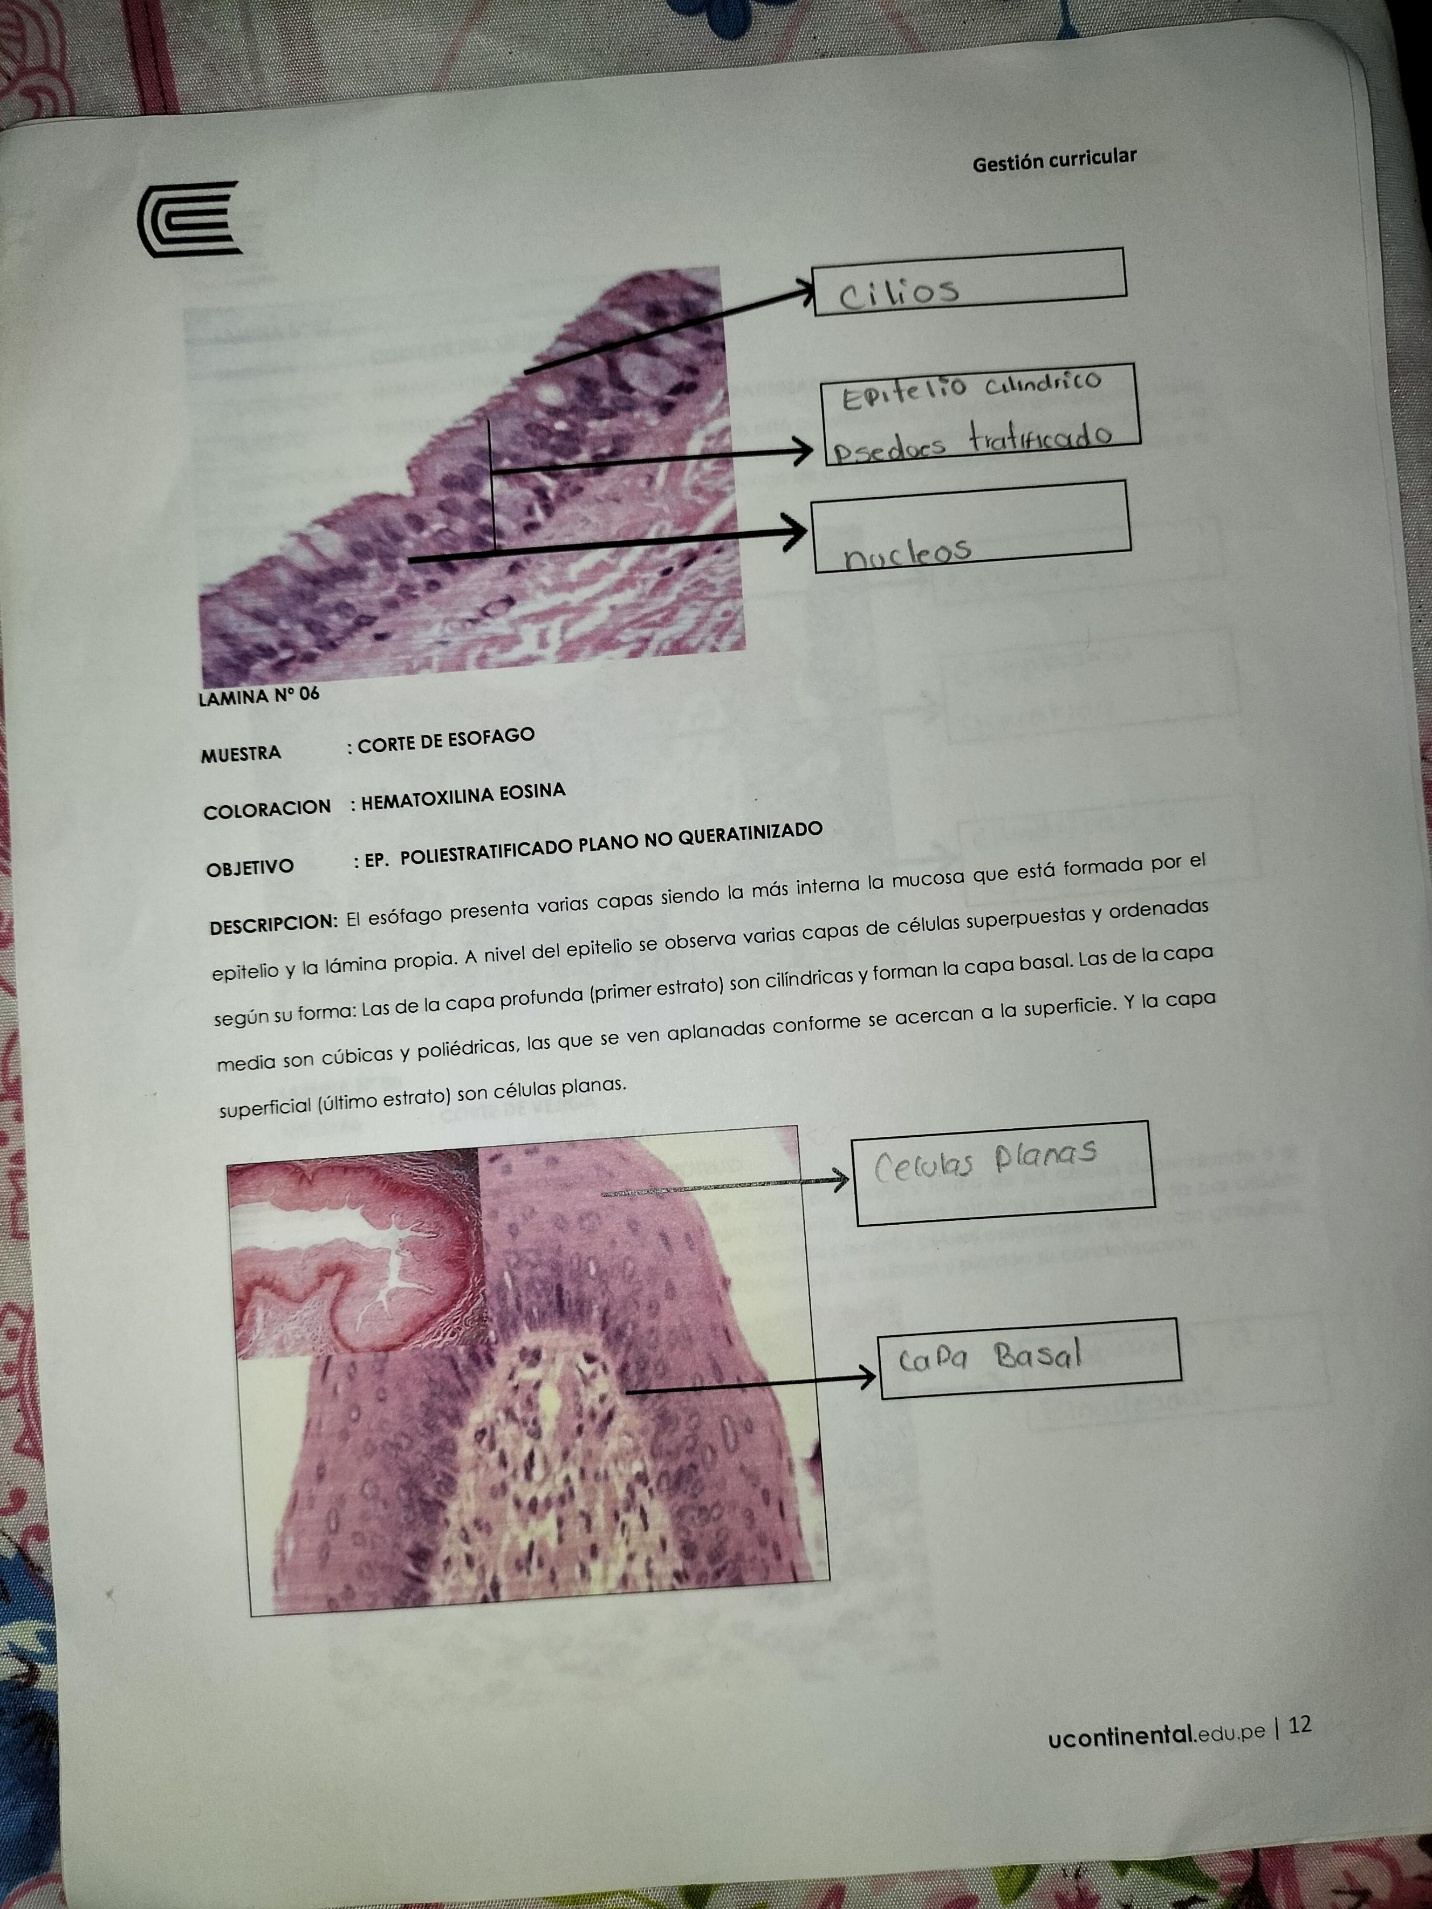 Gestión curricular
cilios
Epitelio cilindrico
psedoes tratificado
nucleos
LAMINA Nº 06
MUESTRA : CORTE DE ESOFAGO
COLORACION : HEMATOXILINA EOSINA
OBJETIVO : EP. POLIESTRATIFICADO PLANO NO QUERATINIZADO
DESCRIPCION: El esófago presenta varias capas siendo la más interna la mucosa que está formada por el
epitelio y la lámina propia. A nivel del epitelio se observa varias capas de células superpuestas y ordenadas
según su forma: Las de la capa profunda (primer estrato) son cilíndricas y forman la capa basal. Las de la capa
media son cúbicas y poliédricas, las que se ven aplanadas conforme se acercan a la superficie. Y la capa
superficial (último estrato) son células planas.
Celulas planas
capa Basal
ucontinental.edu.pe | 12